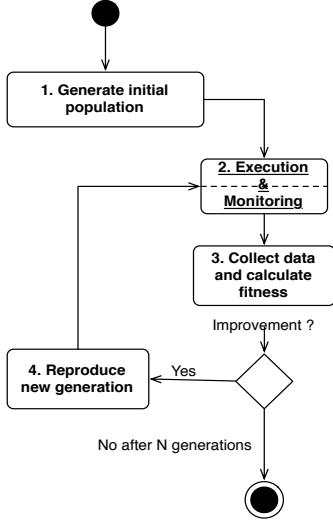 1. Generate initial
population
2. Execution
&
Monitoring
3. Collect data
and calculate
fitness
Improvement ?
4. Reproduce
new generation
Yes
No after N generations